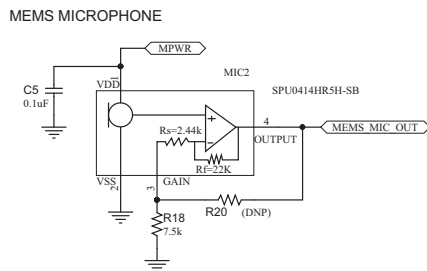 MEMS MICROPHONE
MPWR
MIC2
C5
0.1uF
VDD
1
SPU0414HR5H-SB
Rs=2.44k
4
OUTPUT
MEMS_MIC_OUT
Rf=22K
VSS
2
3
GAIN
R18
7.5k
R20
(DNP)